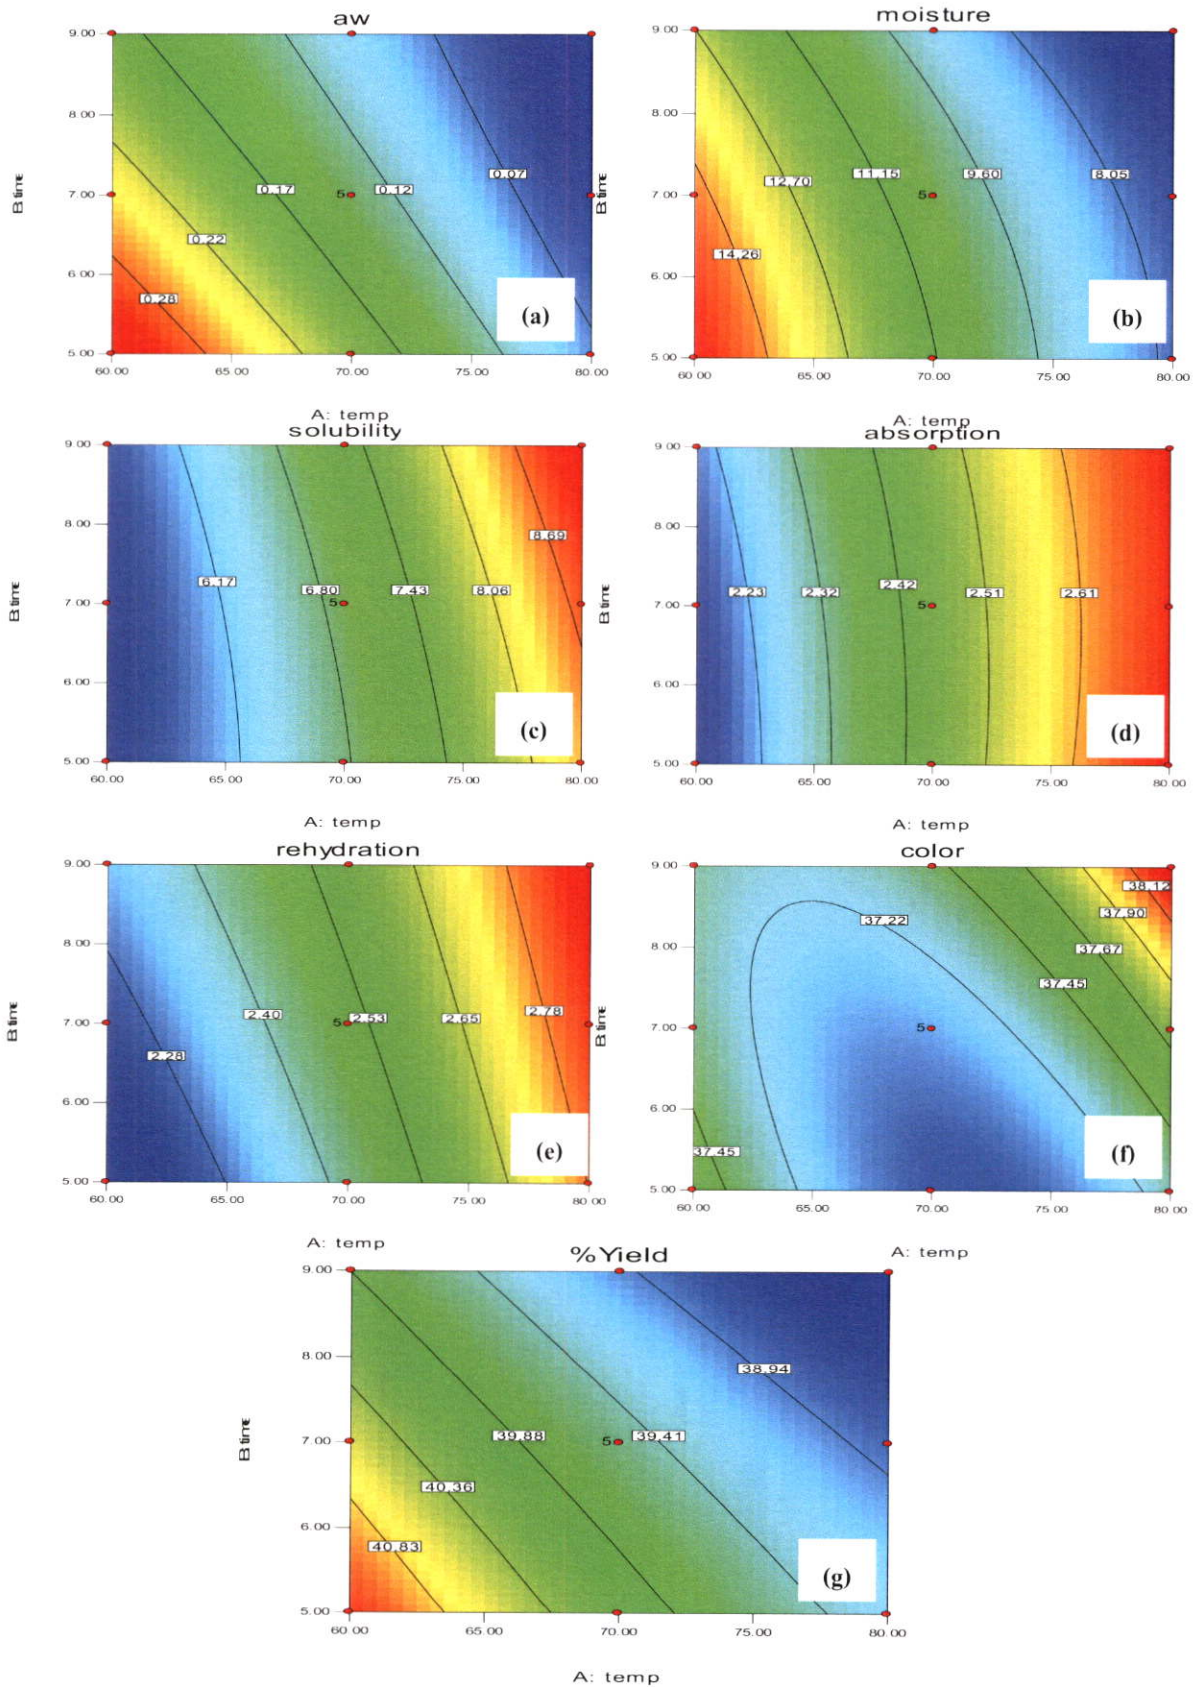 aw
moisture
9.00
8.00
7.00
6.00
5.00
60.00 65.00 70.00 75.00 80.00
B: time
A: temp
0.28
0.22
0.17
5
0.12
0.07
(a)
9.00
8.00
7.00
6.00
5.00
60.00 65.00 70.00 75.00 80.00
B: time
A: temp
14.26
12.70
11.15
5
9.60
8.05
(b)
solubility
absorption
9.00
8.00
7.00
6.00
5.00
60.00 65.00 70.00 75.00 80.00
B: time
A: temp
6.17
6.80
5
7.43
8.06
8.69
(c)
9.00
8.00
7.00
6.00
5.00
60.00 65.00 70.00 75.00 80.00
B: time
A: temp
2.23
2.32
2.42
5
2.51
2.61
(d)
rehydration
color
9.00
8.00
7.00
6.00
5.00
60.00 65.00 70.00 75.00 80.00
B: time
A: temp
2.28
2.40
5
2.53
2.65
2.78
(e)
9.00
8.00
7.00
6.00
5.00
60.00 65.00 70.00 75.00 80.00
B: time
A: temp
38.12
37.90
37.67
37.45
37.22
5
37.45
(f)
%Yield
9.00
8.00
7.00
6.00
5.00
60.00 65.00 70.00 75.00 80.00
B: time
A: temp
40.83
40.36
39.88
5
39.41
38.94
(g)